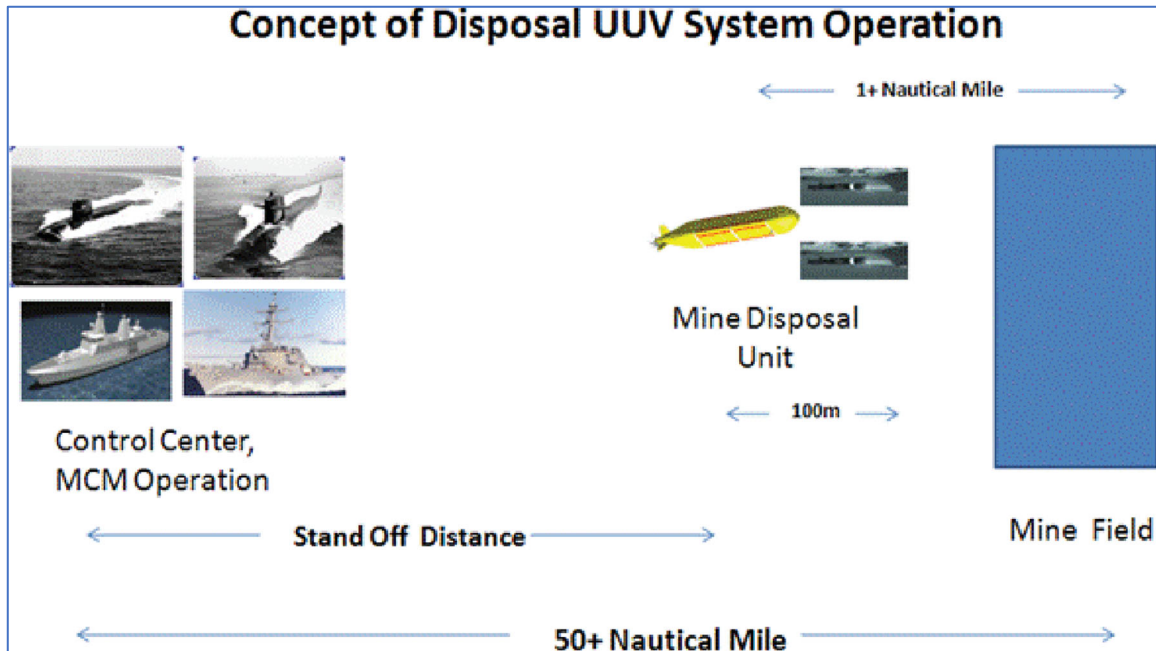 Concept of Disposal UUV System Operation
1+ Nautical Mile
Mine Disposal
Unit
100m
Control Center,
MCM Operation
Stand Off Distance
Mine Field
50+ Nautical Mile